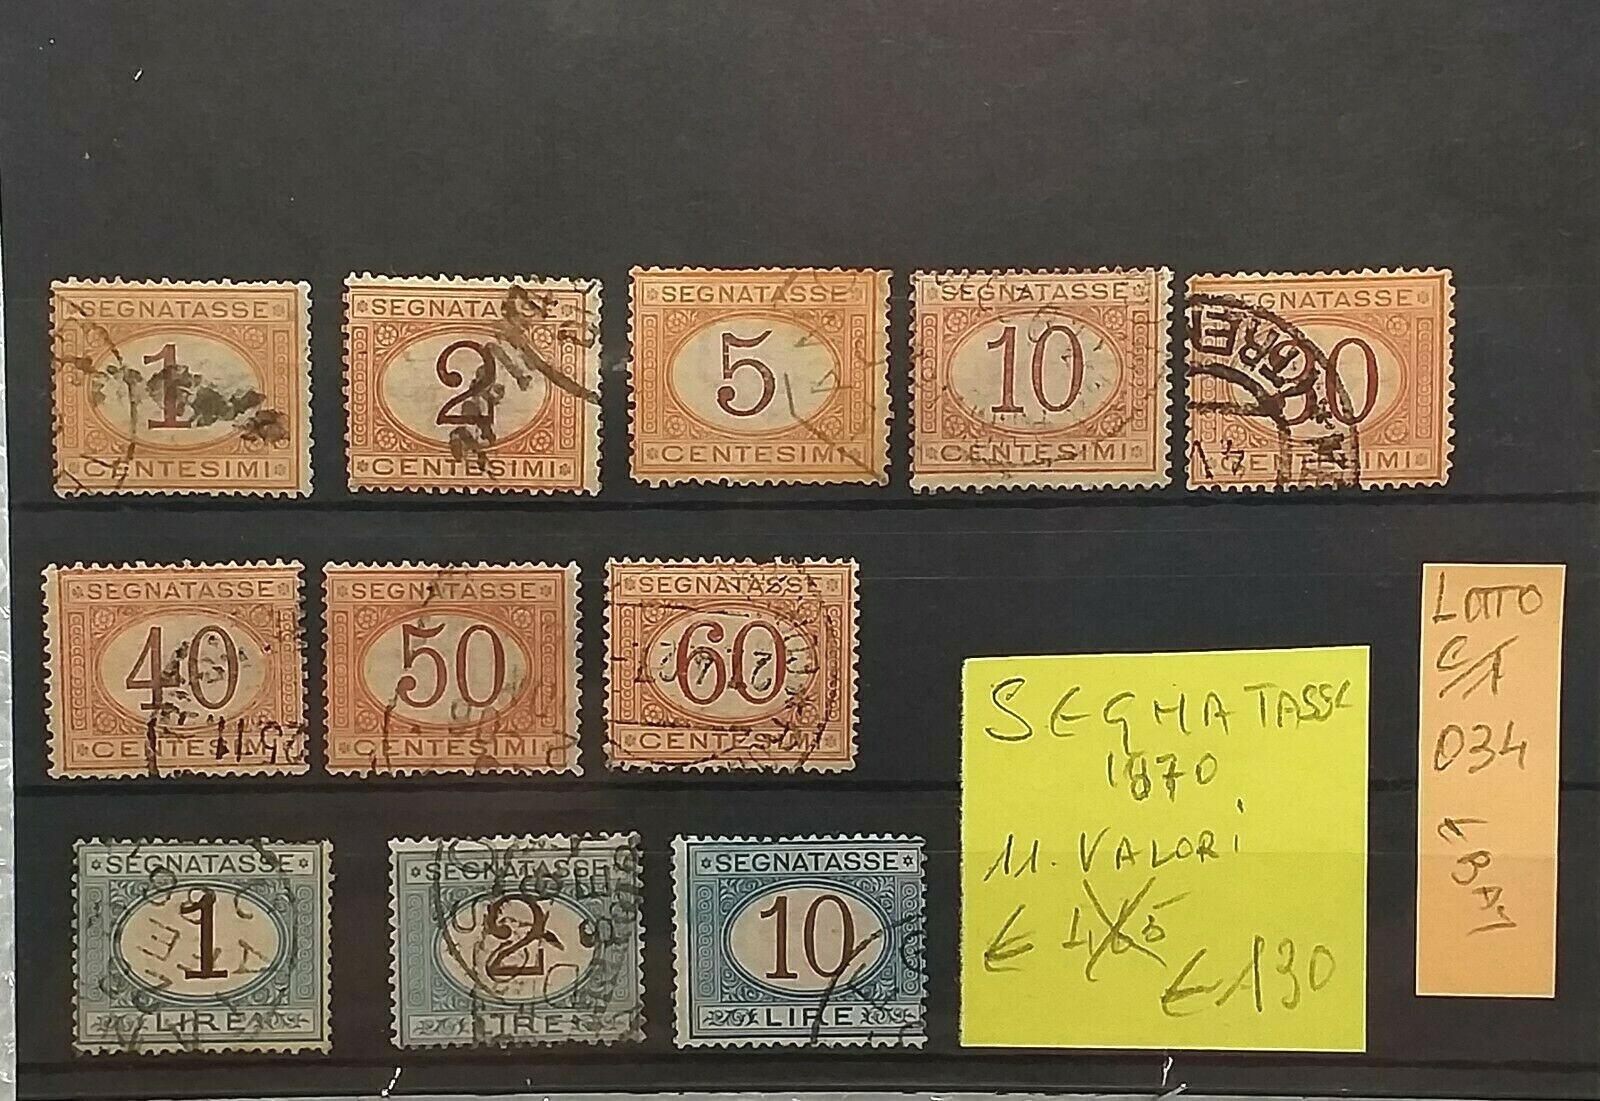 SEGNATASSE
1
CENTESIMI
SEGNATASSE
2
CENTESIMI
SEGNATASSE
5
CENTESIMI
SEGNATASSE
10
CENTESIMI
SEGNATASSE
CENTESIMI
SEGNATASSE
40
CENTESIMI
25 11
SEGNATASSE
50
CENTESIMI
SEGNATASSE
60
CENTESIMI
SEGNATASSE
1
LIRE
SEGNATASSE
2
LIRE
SEGNATASSE
10
LIRE
SEGNATASSE
1870
11. VALORI
€ 130
LOTTO
034